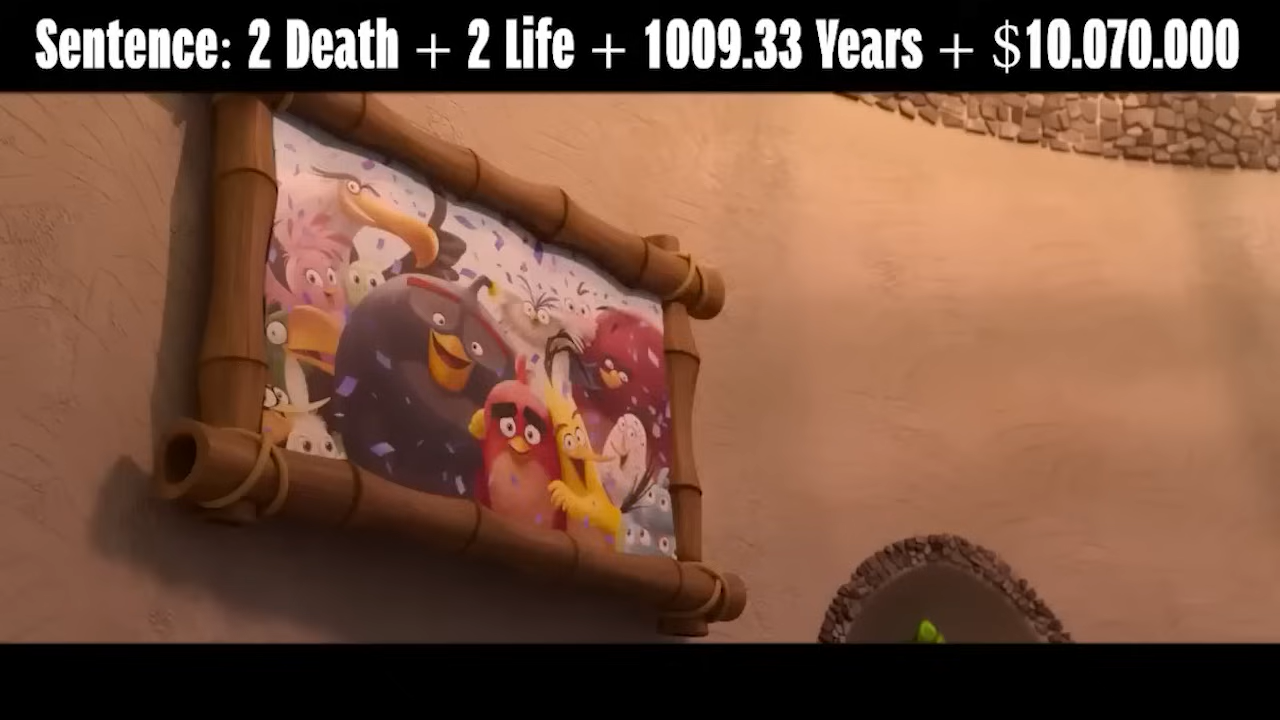 Sentence: 2 Death + 2 Life + 1009.33 Years + $10.070.000